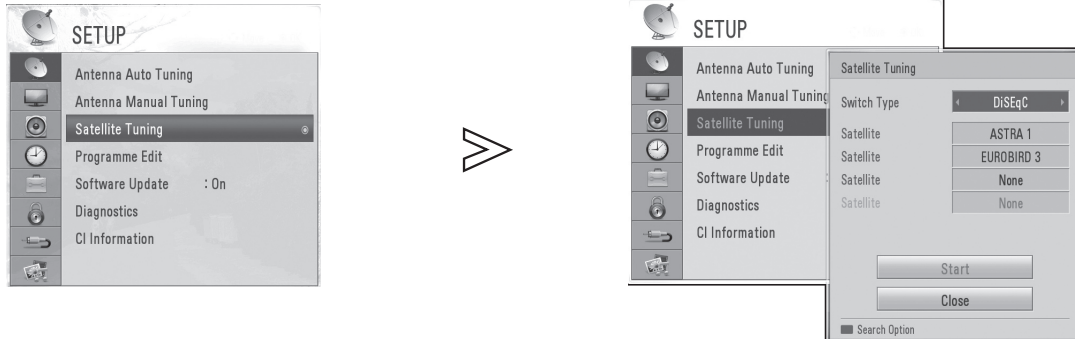 SETUP
Antenna Auto Tuning
Antenna Manual Tuning
Satellite Tuning
Programme Edit
Software Update : On
Diagnostics
CI Information
SETUP
Antenna Auto Tuning
Antenna Manual Tuning
Satellite Tuning
Programme Edit
Software Update :
Diagnostics
CI Information
Satellite Tuning
Switch Type DiSEqC
Satellite ASTRA 1
Satellite EUROBIRD 3
Satellite None
Satellite None
Start
Close
Search Option